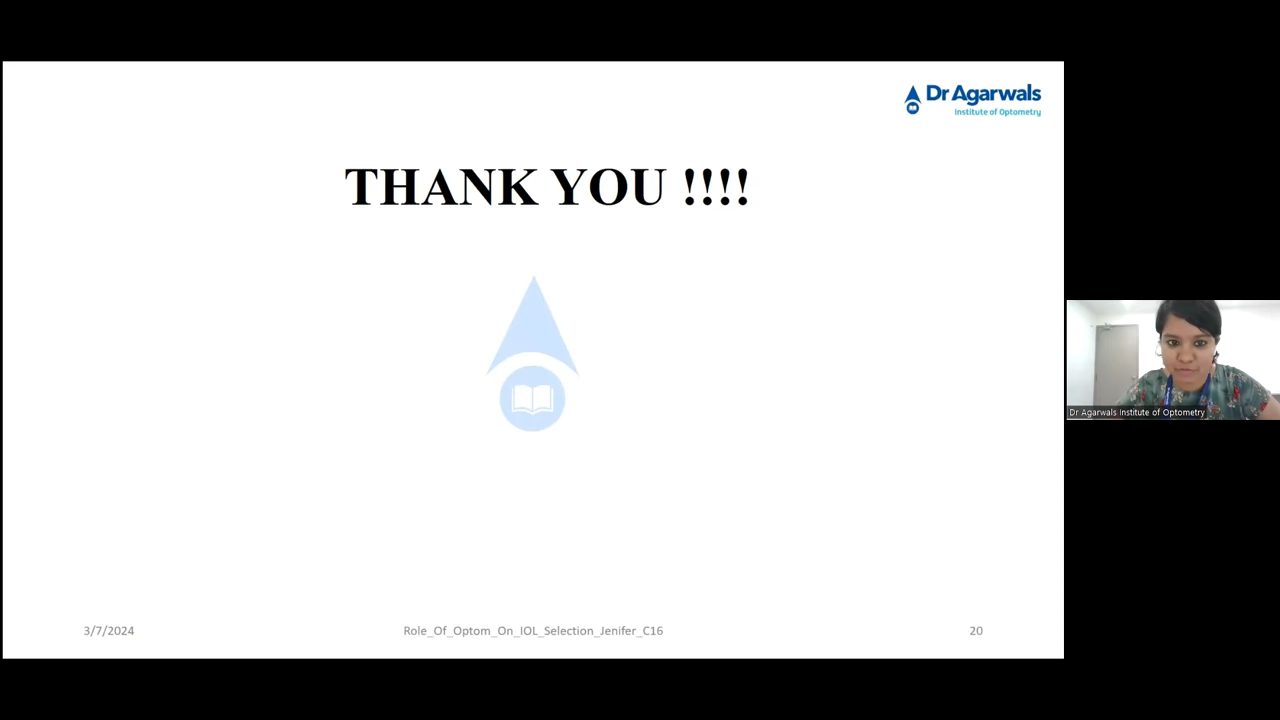 Dr Agarwals
Institute of Optometry
THANK YOU !!!!
Dr Agarwals Institute of Optometry
3/7/2024
Role_Of_Optom_On_IOL_Selection_Jenifer_C16
20